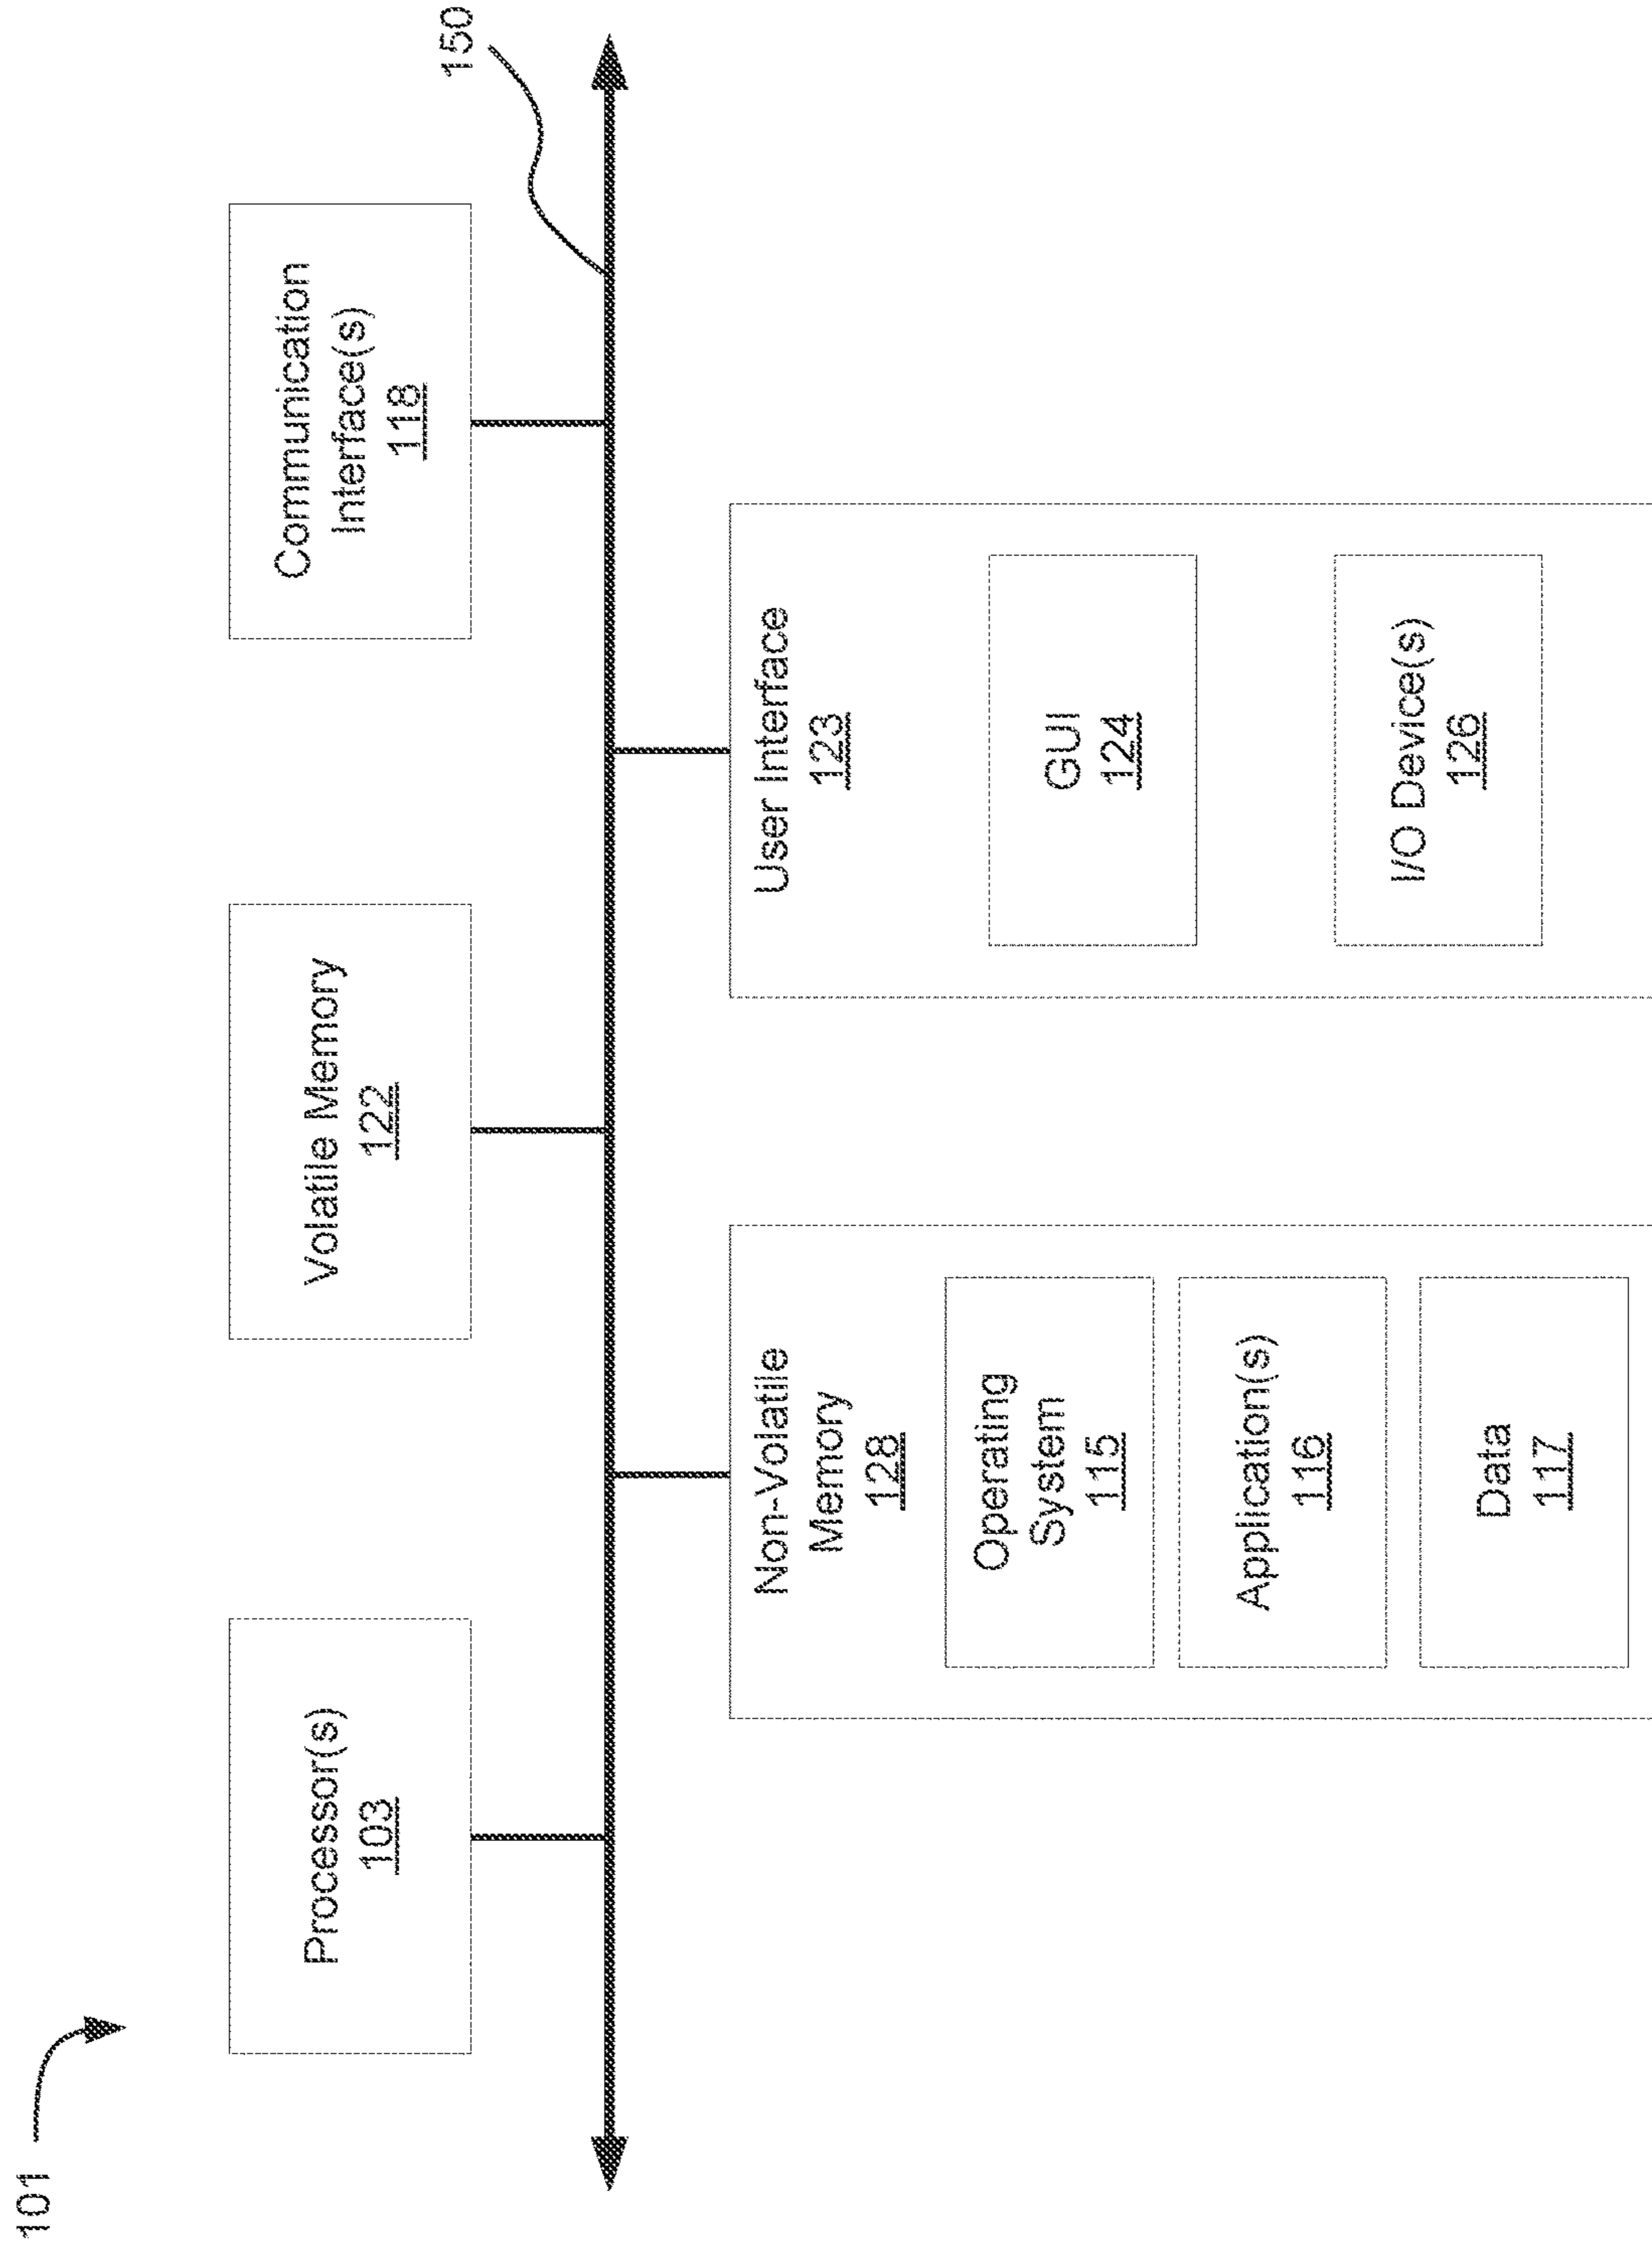 101
Processor(s)
103
Volatile Memory
122
Communication
Interface(s)
118
150
Non-Volatile
Memory
128
Operating
System
115
Application(s)
116
Data
117
User Interface
123
GUI
124
I/O Device(s)
126